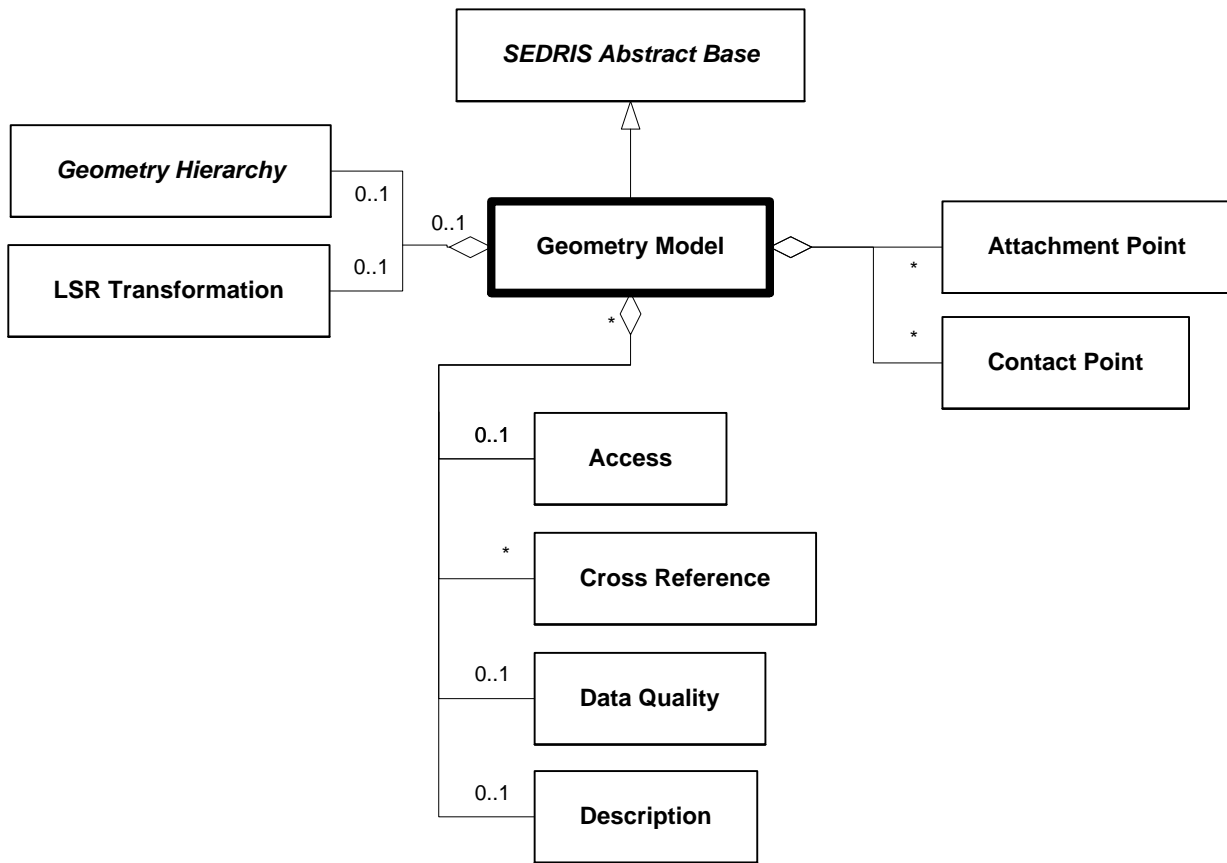 SEDRIS Abstract Base
Geometry Hierarchy
0..1
0..1
Geometry Model
Attachment Point
*
LSR Transformation
0..1
*
*
Contact Point
0..1
Access
*
Cross Reference
0..1
Data Quality
0..1
Description